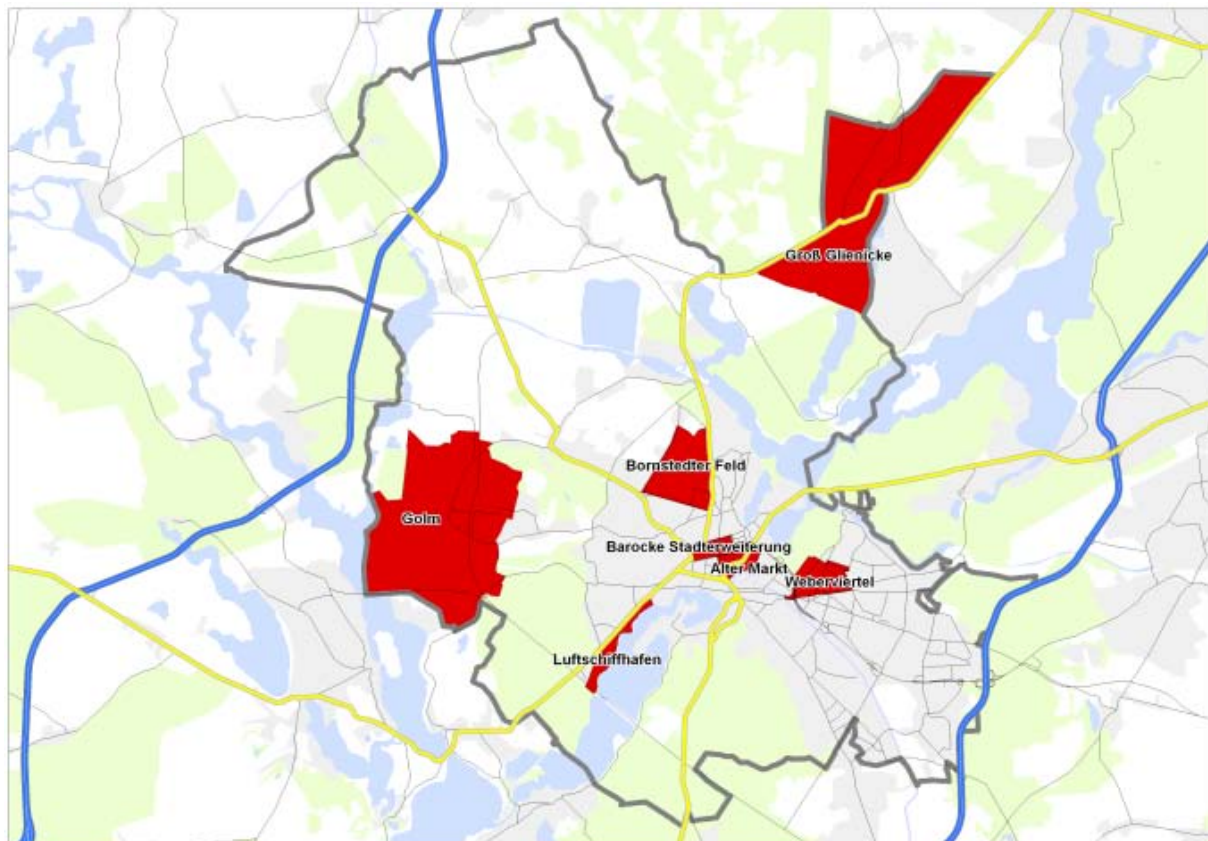 Groß Glienicke
Bornstedter Feld
Golm
Barocke Stadterweiterung
Alter Markt
Weberviertel
Luftschiffhafen